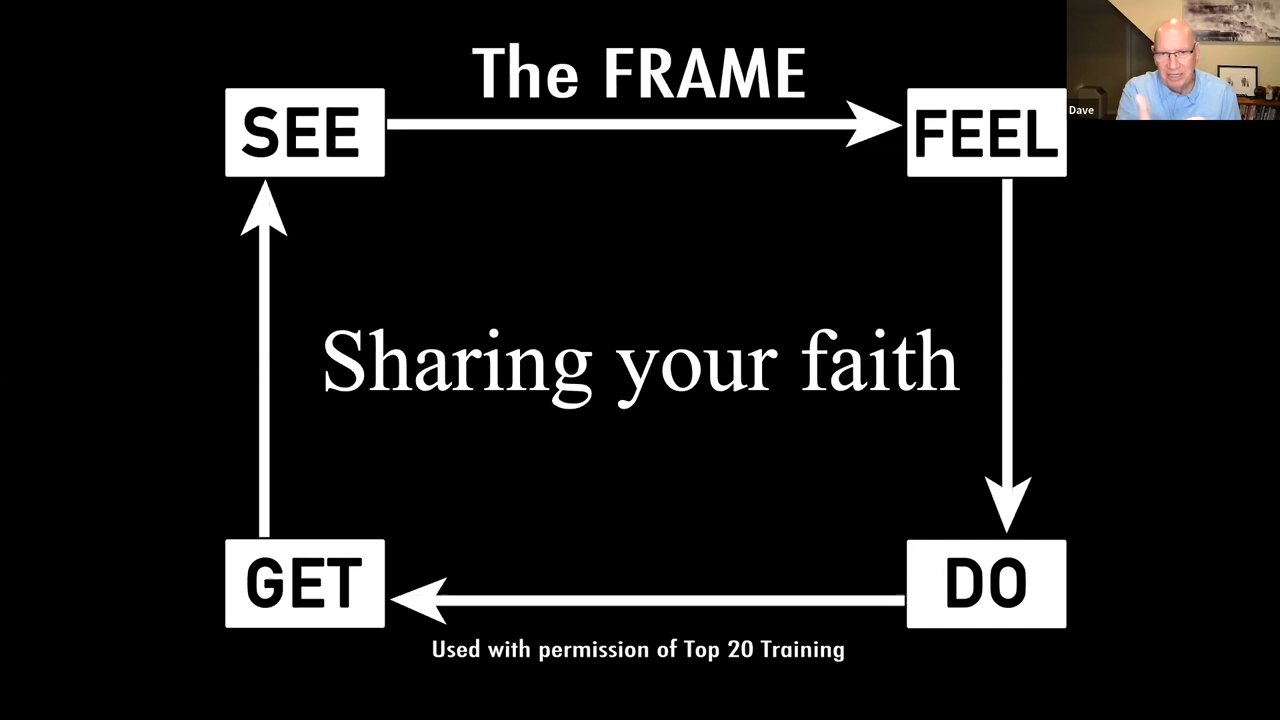 The FRAME
SEE
FEEL
Dave
Sharing your faith
GET
DO
Used with permission of Top 20 Training